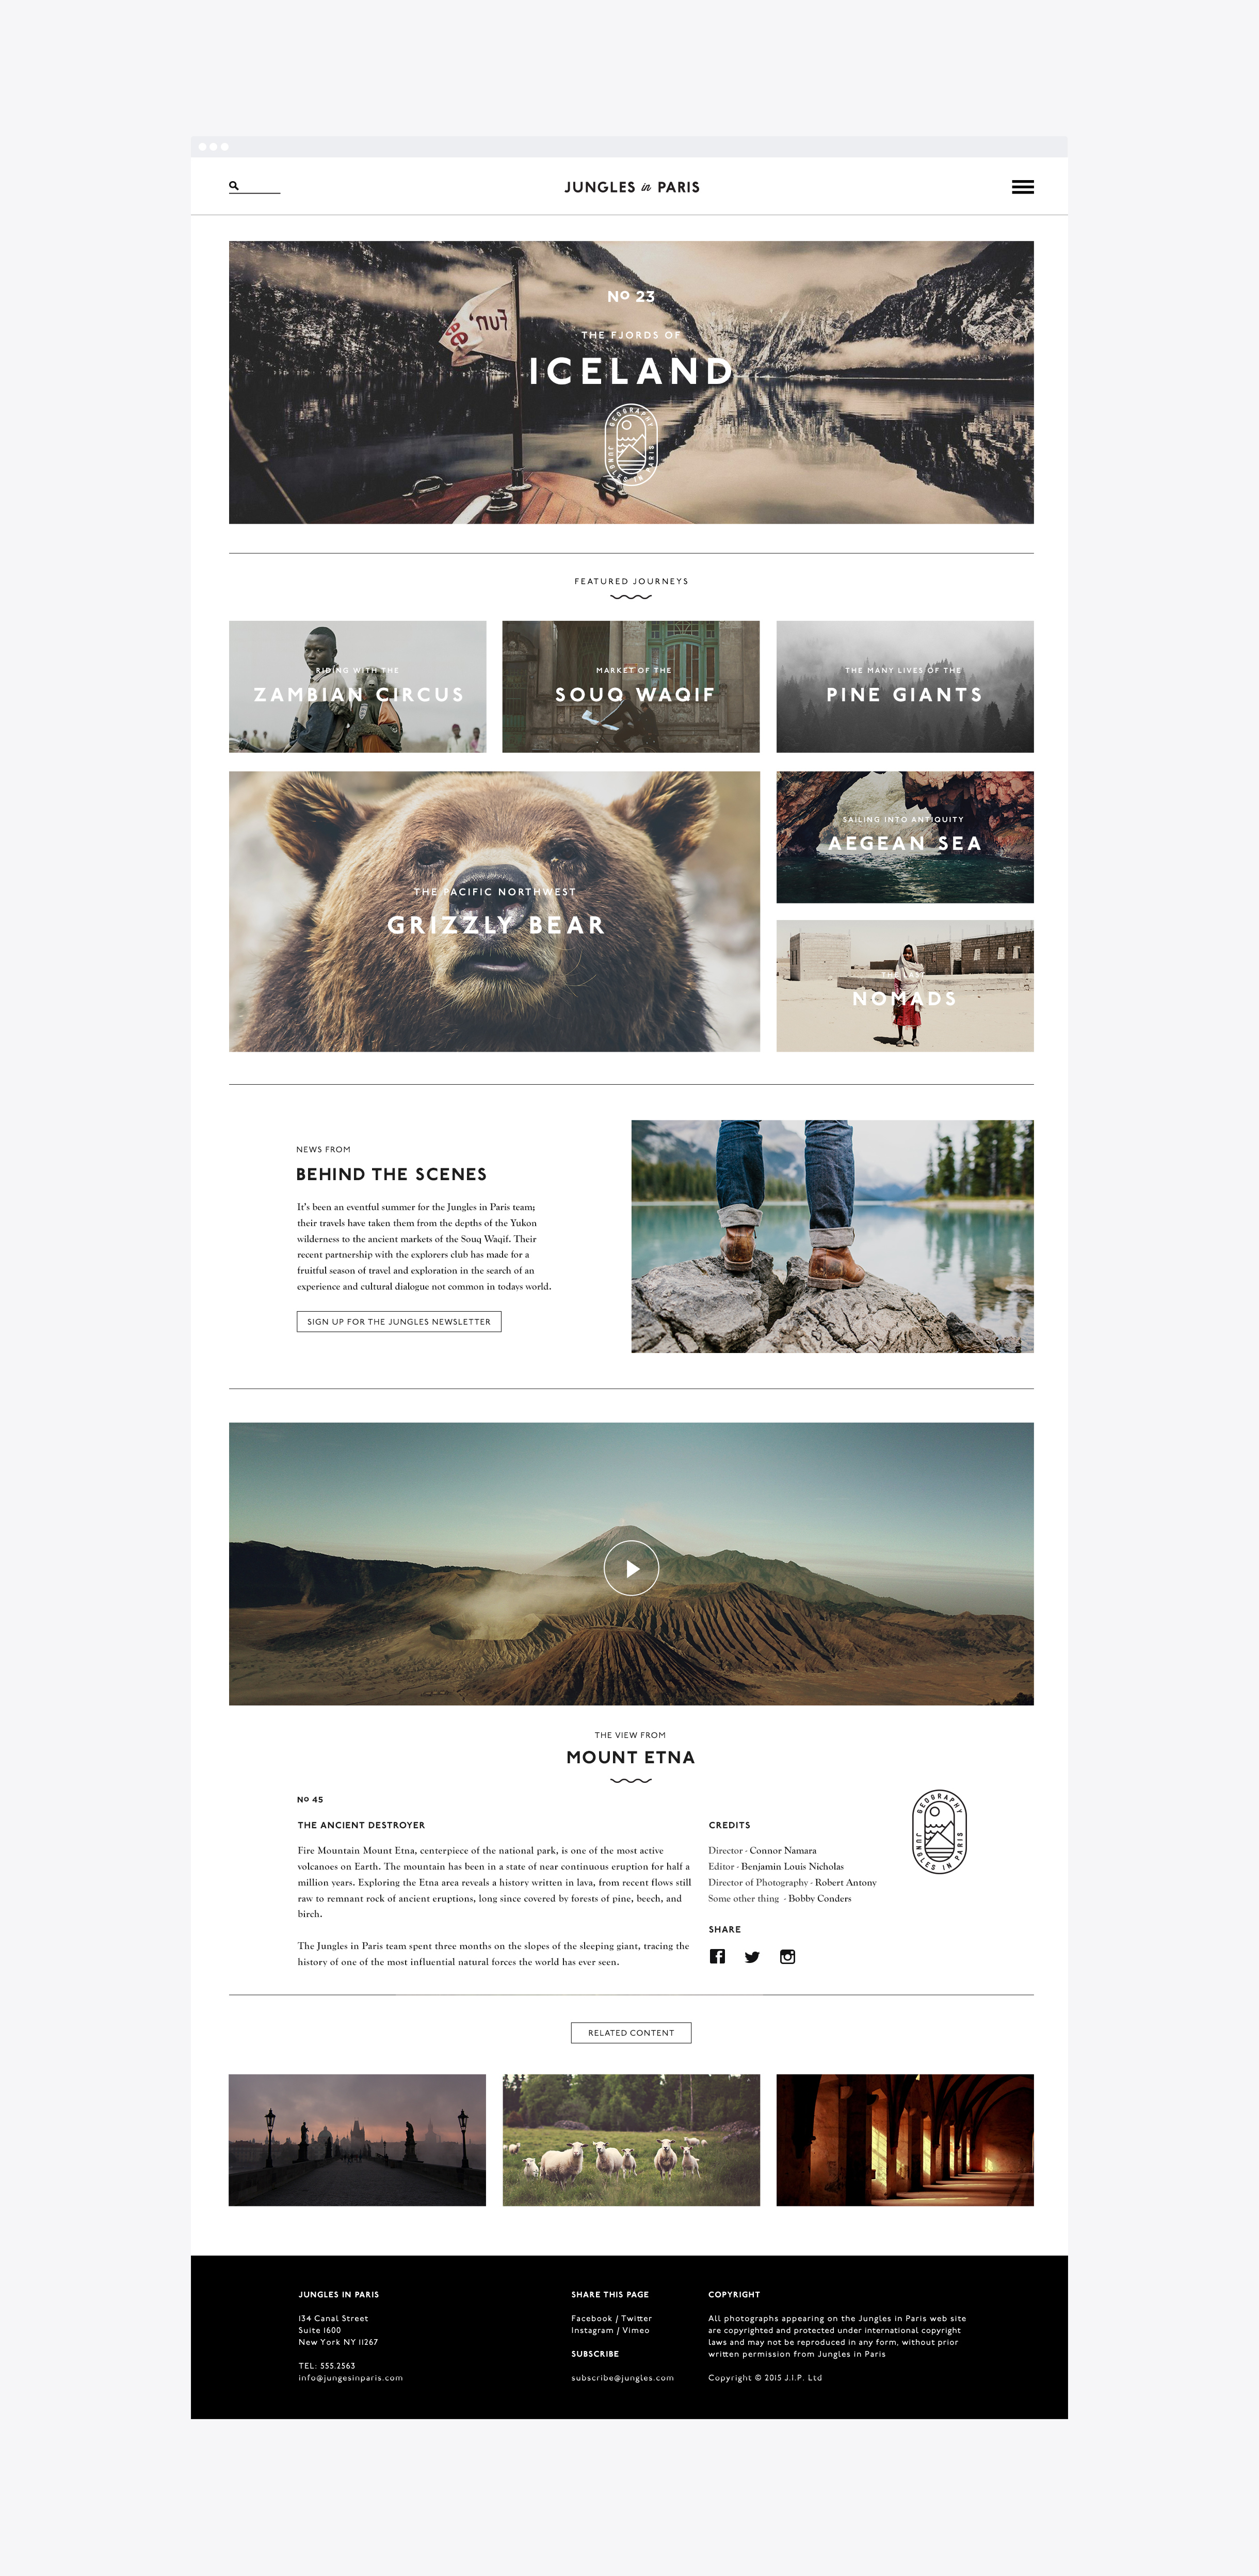 JUNGLES in PARIS
No 23
THE FJORDS OF
ICELAND
GEOGRAPHY
JUNGLES IN PARIS
FEATURED JOURNEYS
RIDING WITH THE
ZAMBIAN CIRCUS
MARKET OF THE
SOUQ WAQIF
THE MANY LIVES OF THE
PINE GIANTS
THE PACIFIC NORTHWEST
GRIZZLY BEAR
SAILING INTO ANTIQUITY
AEGEAN SEA
THE LAST
NOMADS
NEWS FROM
BEHIND THE SCENES
It's been an eventful summer for the Jungles in Paris team;
their travels have taken them from the depths of the Yukon
wilderness to the ancient markets of the Souq Waqif. Their
recent partnership with the explorers club has made for a
fruitful season of travel and exploration in the search of an
experience and cultural dialogue not common in todays world.
SIGN UP FOR THE JUNGLES NEWSLETTER
THE VIEW FROM
MOUNT ETNA
No 45
THE ANCIENT DESTROYER
Fire Mountain Mount Etna, centerpiece of the national park, is one of the most active
volcanoes on Earth. The mountain has been in a state of near continuous eruption for half a
million years. Exploring the Etna area reveals a history written in lava, from recent flows still
raw to remnant rock of ancient eruptions, long since covered by forests of pine, beech, and
birch.
The Jungles in Paris team spent three months on the slopes of the sleeping giant, tracing the
history of one of the most influential natural forces the world has ever seen.
CREDITS
Director · Connor Namara
Editor · Benjamin Louis Nicholas
Director of Photography · Robert Antony
Some other thing · Bobby Conders
SHARE
GEOGRAPHY
JUNGLES IN PARIS
RELATED CONTENT
JUNGLES IN PARIS
134 Canal Street
Suite 1600
New York NY 11267
TEL: 555.2563
info@jungesinparis.com
SHARE THIS PAGE
Facebook / Twitter
Instagram / Vimeo
SUBSCRIBE
subscribe@jungles.com
COPYRIGHT
All photographs appearing on the Jungles in Paris web site
are copyrighted and protected under international copyright
laws and may not be reproduced in any form, without prior
written permission from Jungles in Paris
Copyright © 2015 J.I.P. Ltd